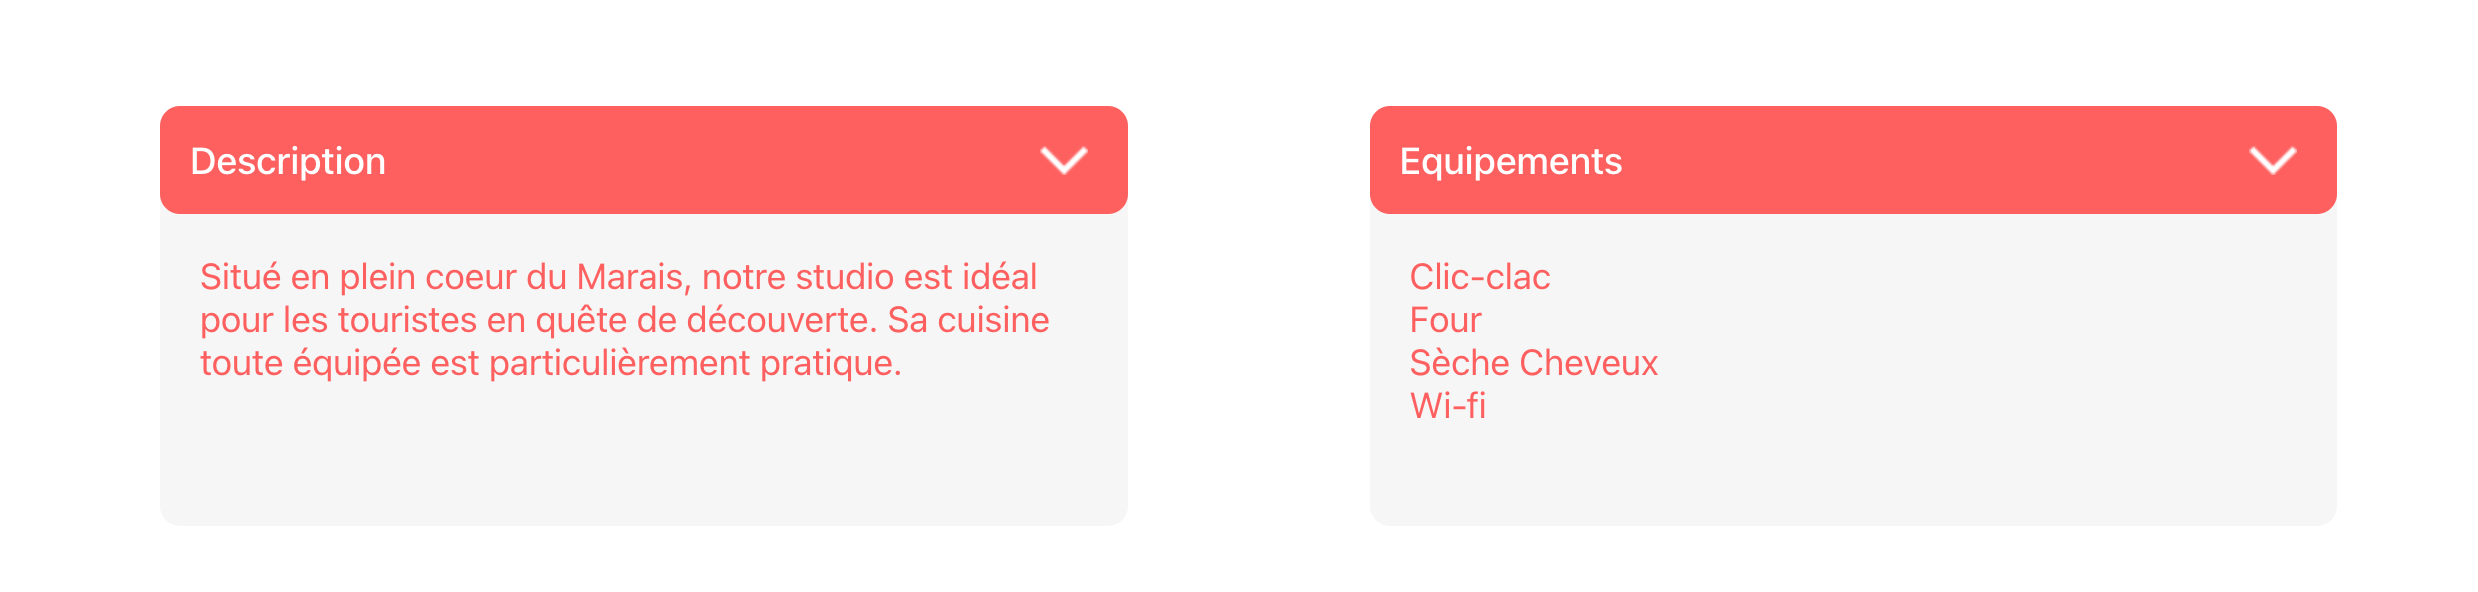 Description
Situé en plein coeur du Marais, notre studio est idéal
pour les touristes en quête de découverte. Sa cuisine
toute équipée est particulièrement pratique.
Equipements
Clic-clac
Four
Sèche Cheveux
Wi-fi